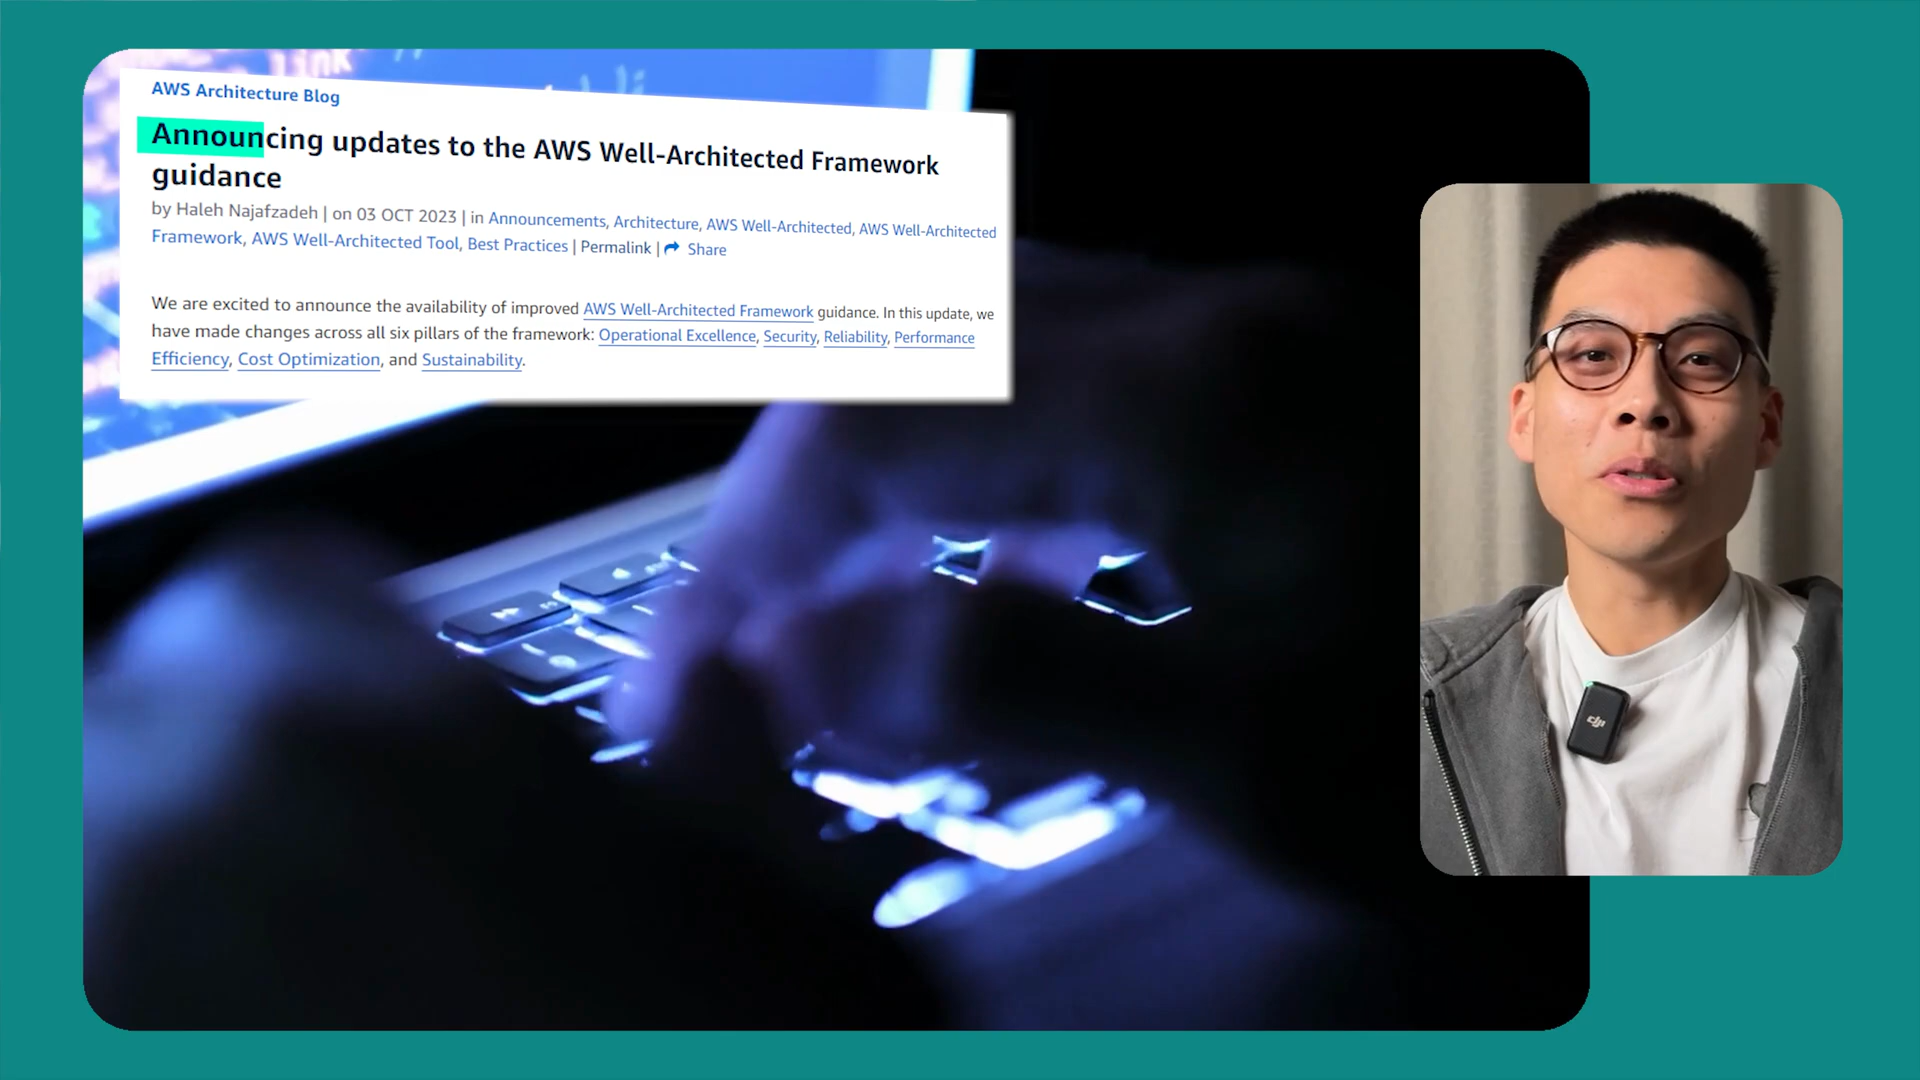 link
AWS Architecture Blog
Announcing updates to the AWS Well-Architected Framework
guidance
by Haleh Najafzadeh | on 03 OCT 2023 | in Announcements, Architecture, AWS Well-Architected, AWS Well-Architected
Framework, AWS Well-Architected Tool, Best Practices | Permalink | Share
We are excited to announce the availability of improved AWS Well-Architected Framework guidance. In this update, we
have made changes across all six pillars of the framework: Operational Excellence, Security, Reliability, Performance
Efficiency, Cost Optimization, and Sustainability.
dji